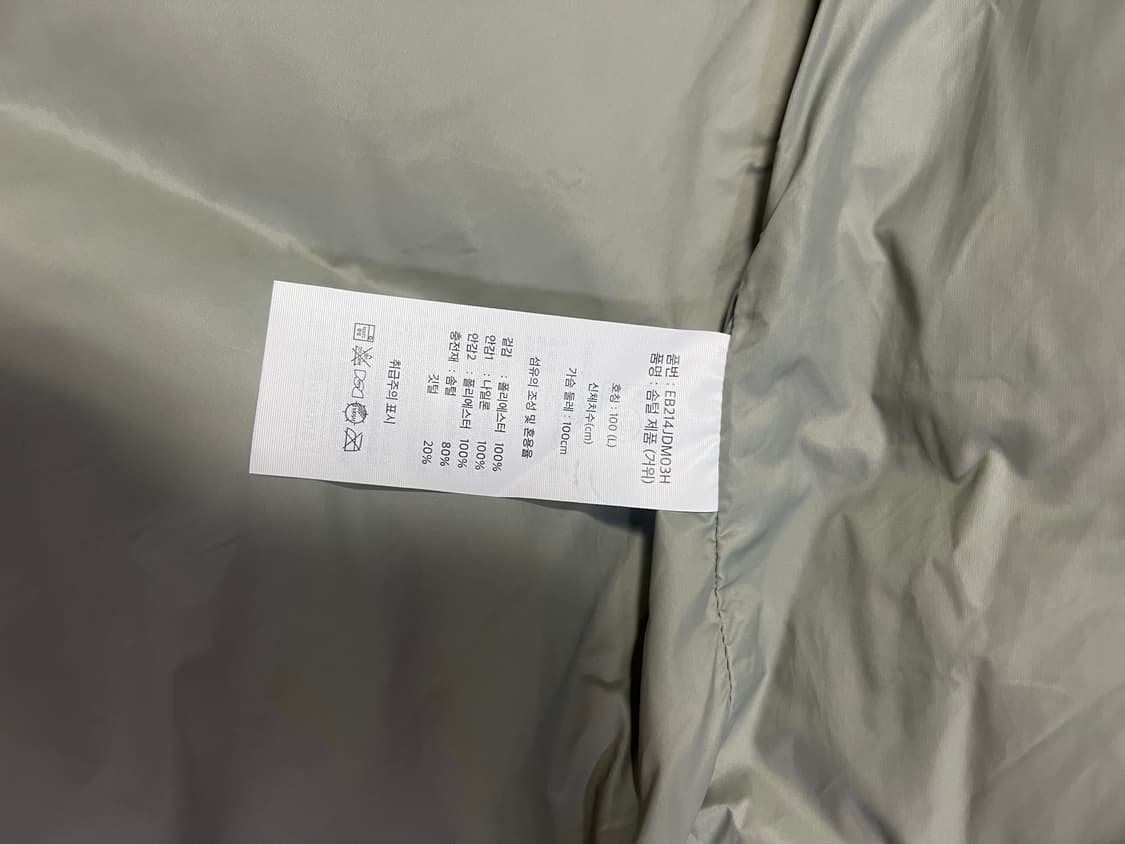 품번 : EB214JDM03H
품명 : 솜털 제품 (거위)
호칭 : 100 (L)
신체치수(cm)
가슴 둘레 : 100cm
섬유의 조성 및 혼용율
겉감 : 폴리에스터 100%
안감1 : 나일론 100%
안감2 : 폴리에스터 100%
충전재 : 솜털 80%
깃털 20%
취급주의 표시